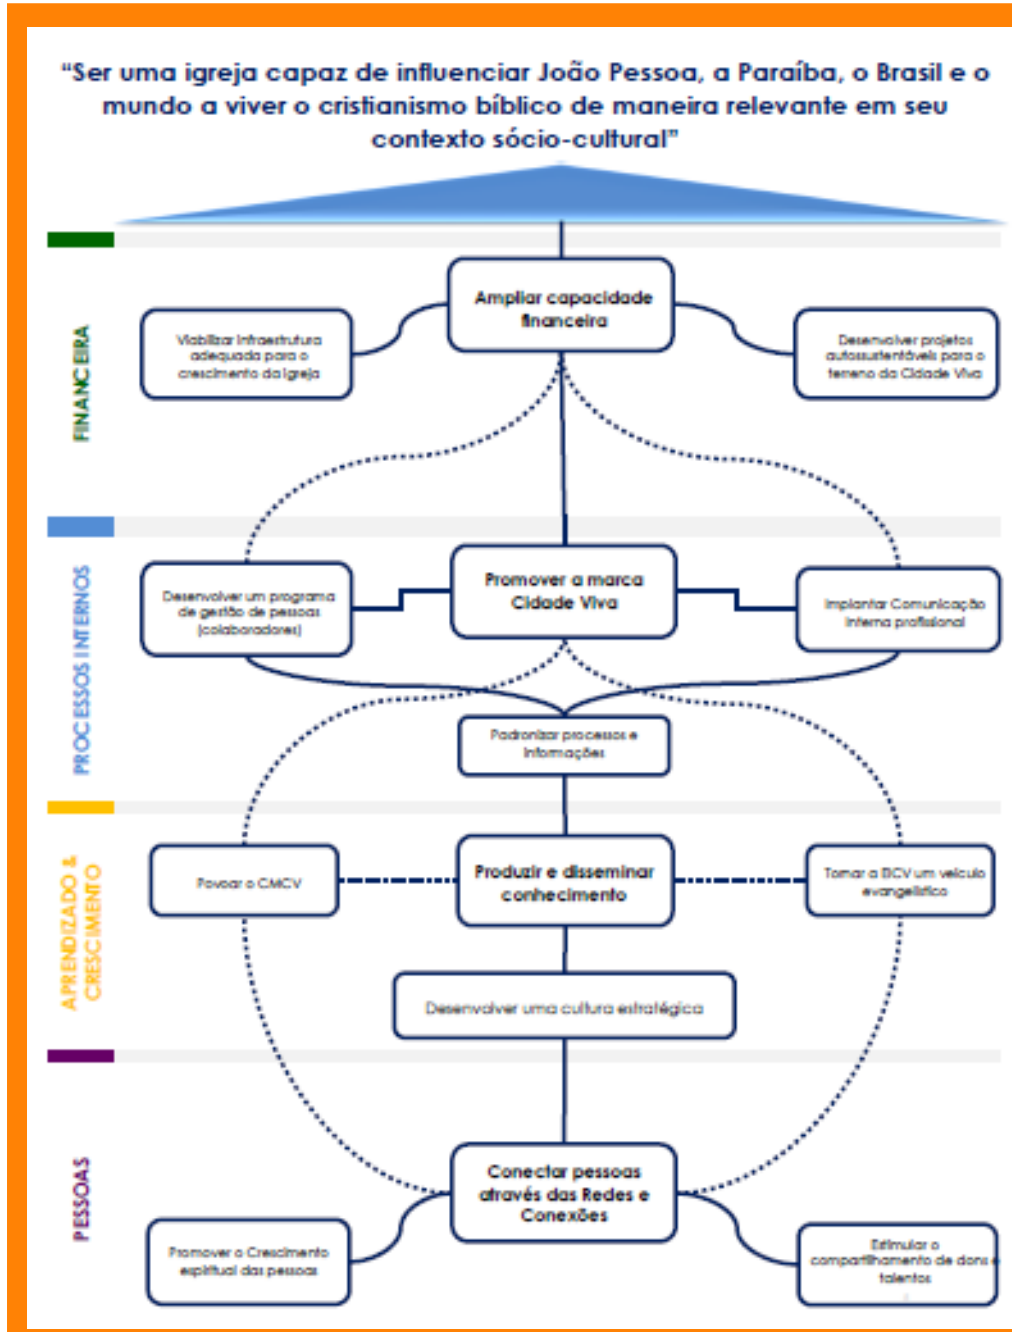 “Ser uma igreja capaz de influenciar João Pessoa, a Paraíba, o Brasil e o
mundo a viver o cristianismo bíblico de maneira relevante em seu
contexto sócio-cultural”
FINANCEIRA
Ampliar capacidade
financeira
Viabilizar infraestrutura
adequada para o
crescimento da igreja
Desenvolver projetos
autossustentáveis para o
terreno da Cidade Viva
PROCESSOS INTERNOS
Desenvolver um programa
de gestão de pessoas
(colaboradores)
Promover a marca
Cidade Viva
Implantar Comunicação
Interna profissional
Padronizar processos e
Informações
APRENDIZADO &
CRESCIMENTO
Povoar o CMCV
Produzir e disseminar
conhecimento
Tornar a ECV um veículo
evangelístico
Desenvolver uma cultura estratégica
PESSOAS
Conectar pessoas
através das Redes e
Conexões
Promover o Crescimento
espiritual das pessoas
Estimular o
compartilhamento de dons e
talentos